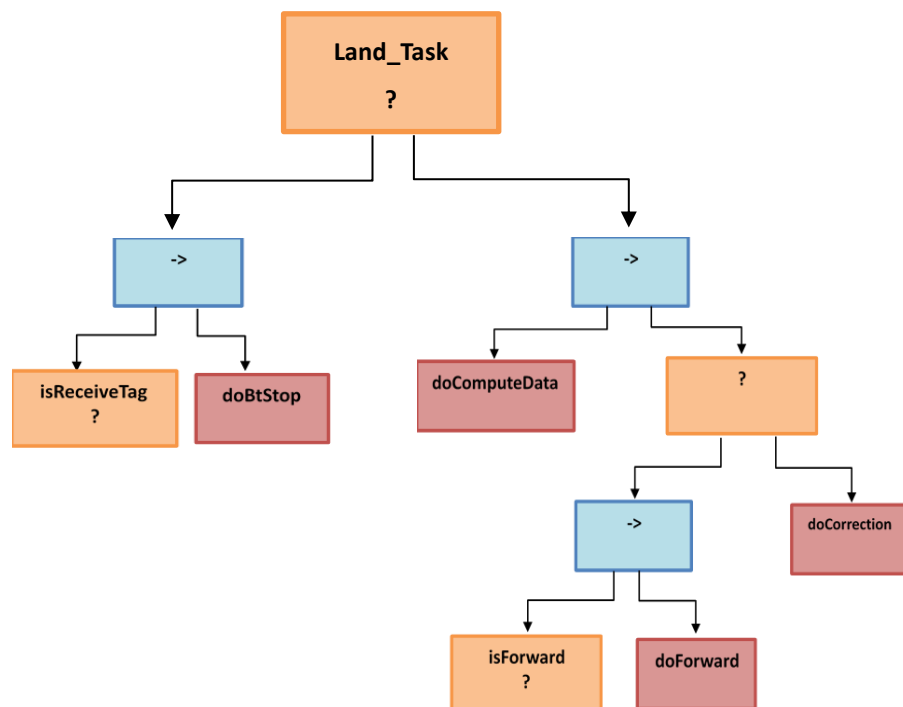 Land_Task
?
->
->
isReceiveTag
?
doBtStop
doComputeData
?
->
doCorrection
isForward
?
doForward